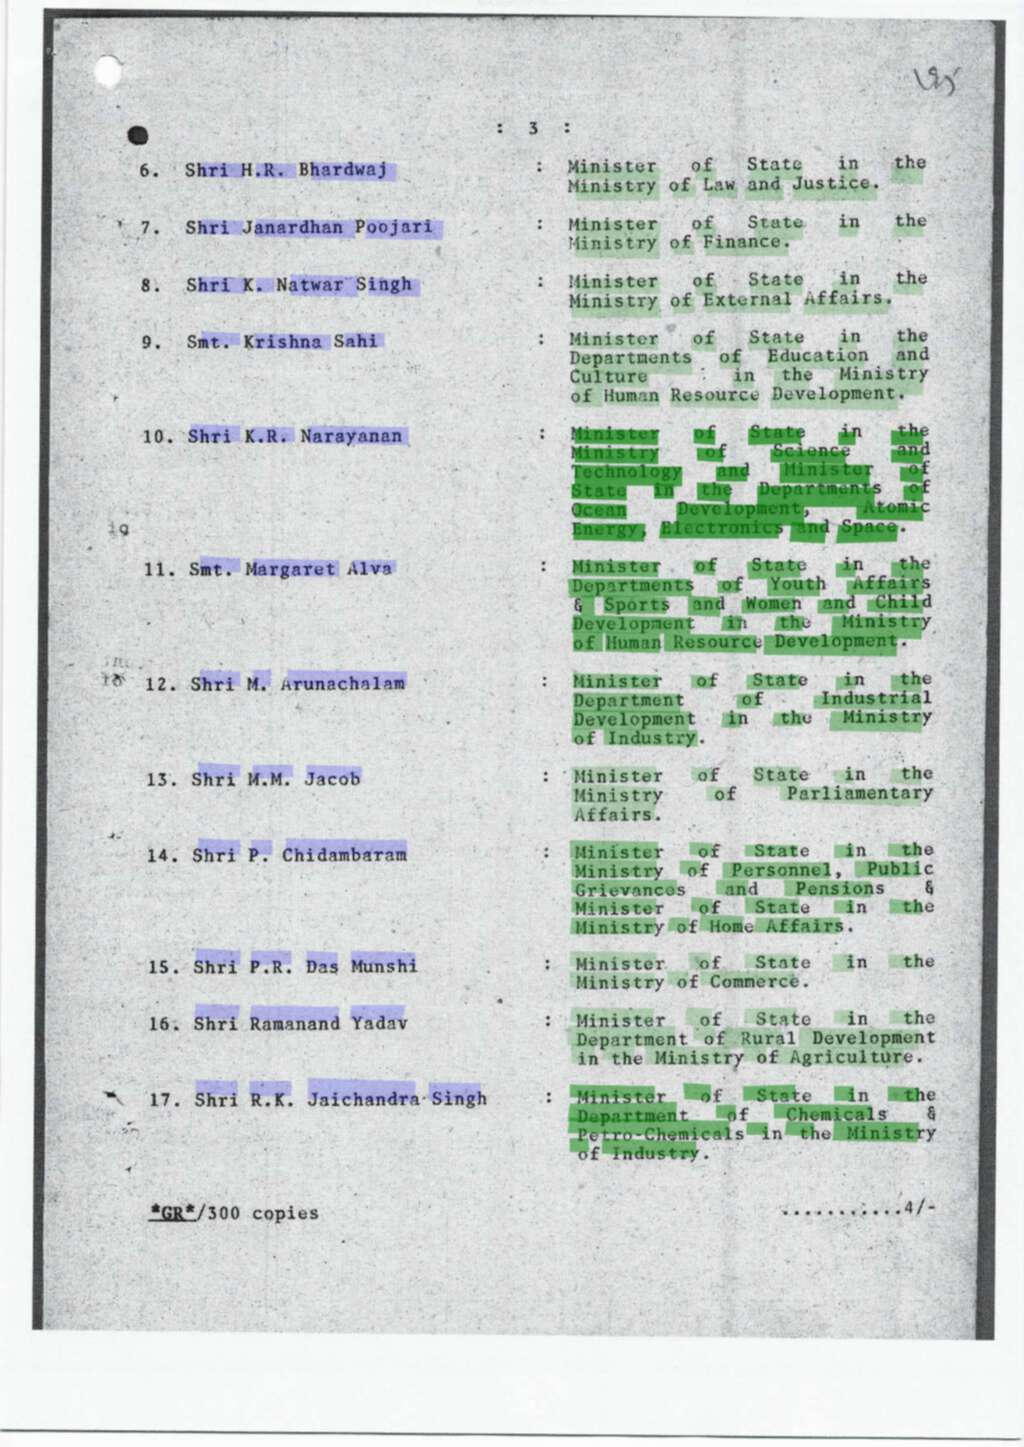 : 3 :
6. Shri H.R. Bhardwaj : Minister of State in the
Ministry of Law and Justice.
7. Shri Janardhan Poojari : Minister of State in the
Ministry of Finance.
8. Shri K. Natwar Singh : Minister of State in the
Ministry of External Affairs.
9. Smt. Krishna Sahi : Minister of State in the
Departments of Education and
Culture in the Ministry
of Human Resource Development.
10. Shri K.R. Narayanan : Minister of State in the
Ministry of Science and
Technology and Minister of
State in the Departments of
Ocean Development, Atomic
Energy, Electronics and Space.
19
11. Smt. Margaret Alva : Minister of State in the
Departments of Youth Affairs
& Sports and Women and Child
Development in the Ministry
of Human Resource Development.
12. Shri M. Arunachalam : Minister of State in the
Department of Industrial
Development in the Ministry
of Industry.
13. Shri M.M. Jacob : Minister of State in the
Ministry of Parliamentary
Affairs.
14. Shri P. Chidambaram : Minister of State in the
Ministry of Personnel, Public
Grievances and Pensions &
Minister of State in the
Ministry of Home Affairs.
15. Shri P.R. Das Munshi : Minister of State in the
Ministry of Commerce.
16. Shri Ramanand Yadav : Minister of State in the
Department of Rural Development
in the Ministry of Agriculture.
17. Shri R.K. Jaichandra Singh : Minister of State in the
Department of Chemicals &
Petro-Chemicals in the Ministry
of Industry.
*GR*/300 copies ............4/-